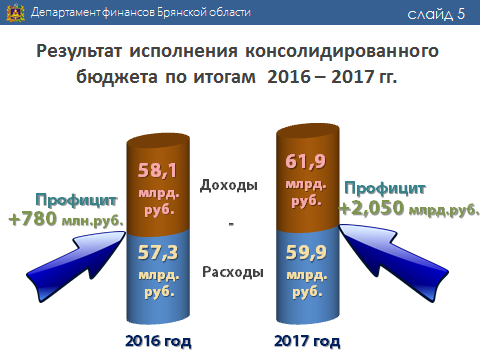 Департамент финансов Брянской области
слайд 5
Результат исполнения консолидированного
бюджета по итогам 2016 – 2017 гг.
58,1
млрд.
руб.
61,9
млрд.
руб.
Доходы
-
Расходы
Профицит
+780 млн.руб.
Профицит
+2,050 млрд.руб.
57,3
млрд.
руб.
59,9
млрд.
руб.
2016 год
2017 год